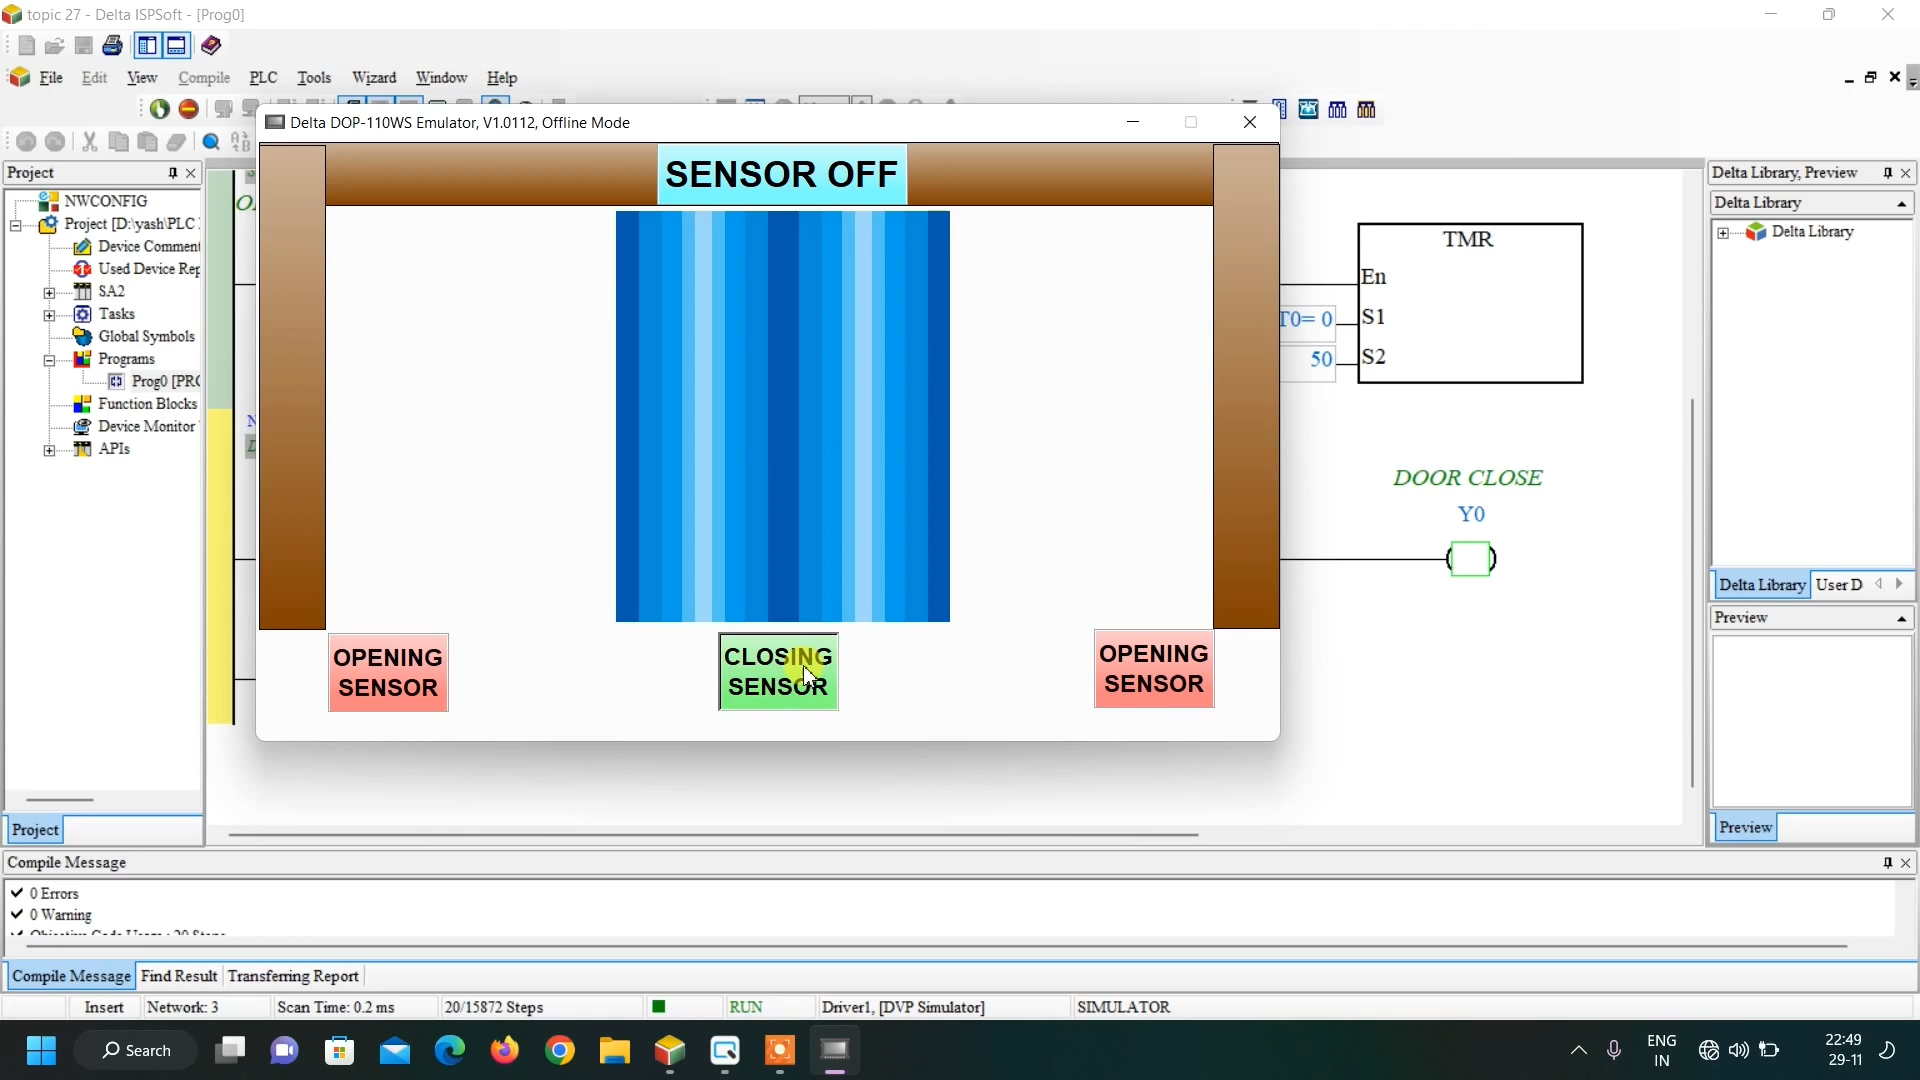 topic 27 - Delta ISPSoft - [Prog0]
File Edit View Compile PLC Tools Wizard Window Help
Delta DOP-110WS Emulator, V1.0112, Offline Mode
Project
NWCONFIG
Project [D:\yash\PLC
Device Comment
Used Device Rep
SA2
Tasks
Global Symbols
Programs
Prog0 [PRG
Function Blocks
Device Monitor
APIs
Project
SENSOR OFF
OPENING
SENSOR
CLOSING
SENSOR
OPENING
SENSOR
TMR
En
T0= 0
S1
50
S2
DOOR CLOSE
Y0
Delta Library, Preview
Delta Library
Delta Library
Delta Library User D
Preview
Preview
Compile Message
0 Errors
0 Warning
Compile Message Find Result Transferring Report
Insert Network: 3 Scan Time: 0.2 ms 20/15872 Steps RUN Driver1, [DVP Simulator] SIMULATOR
Search
ENG
IN
22:49
29-11